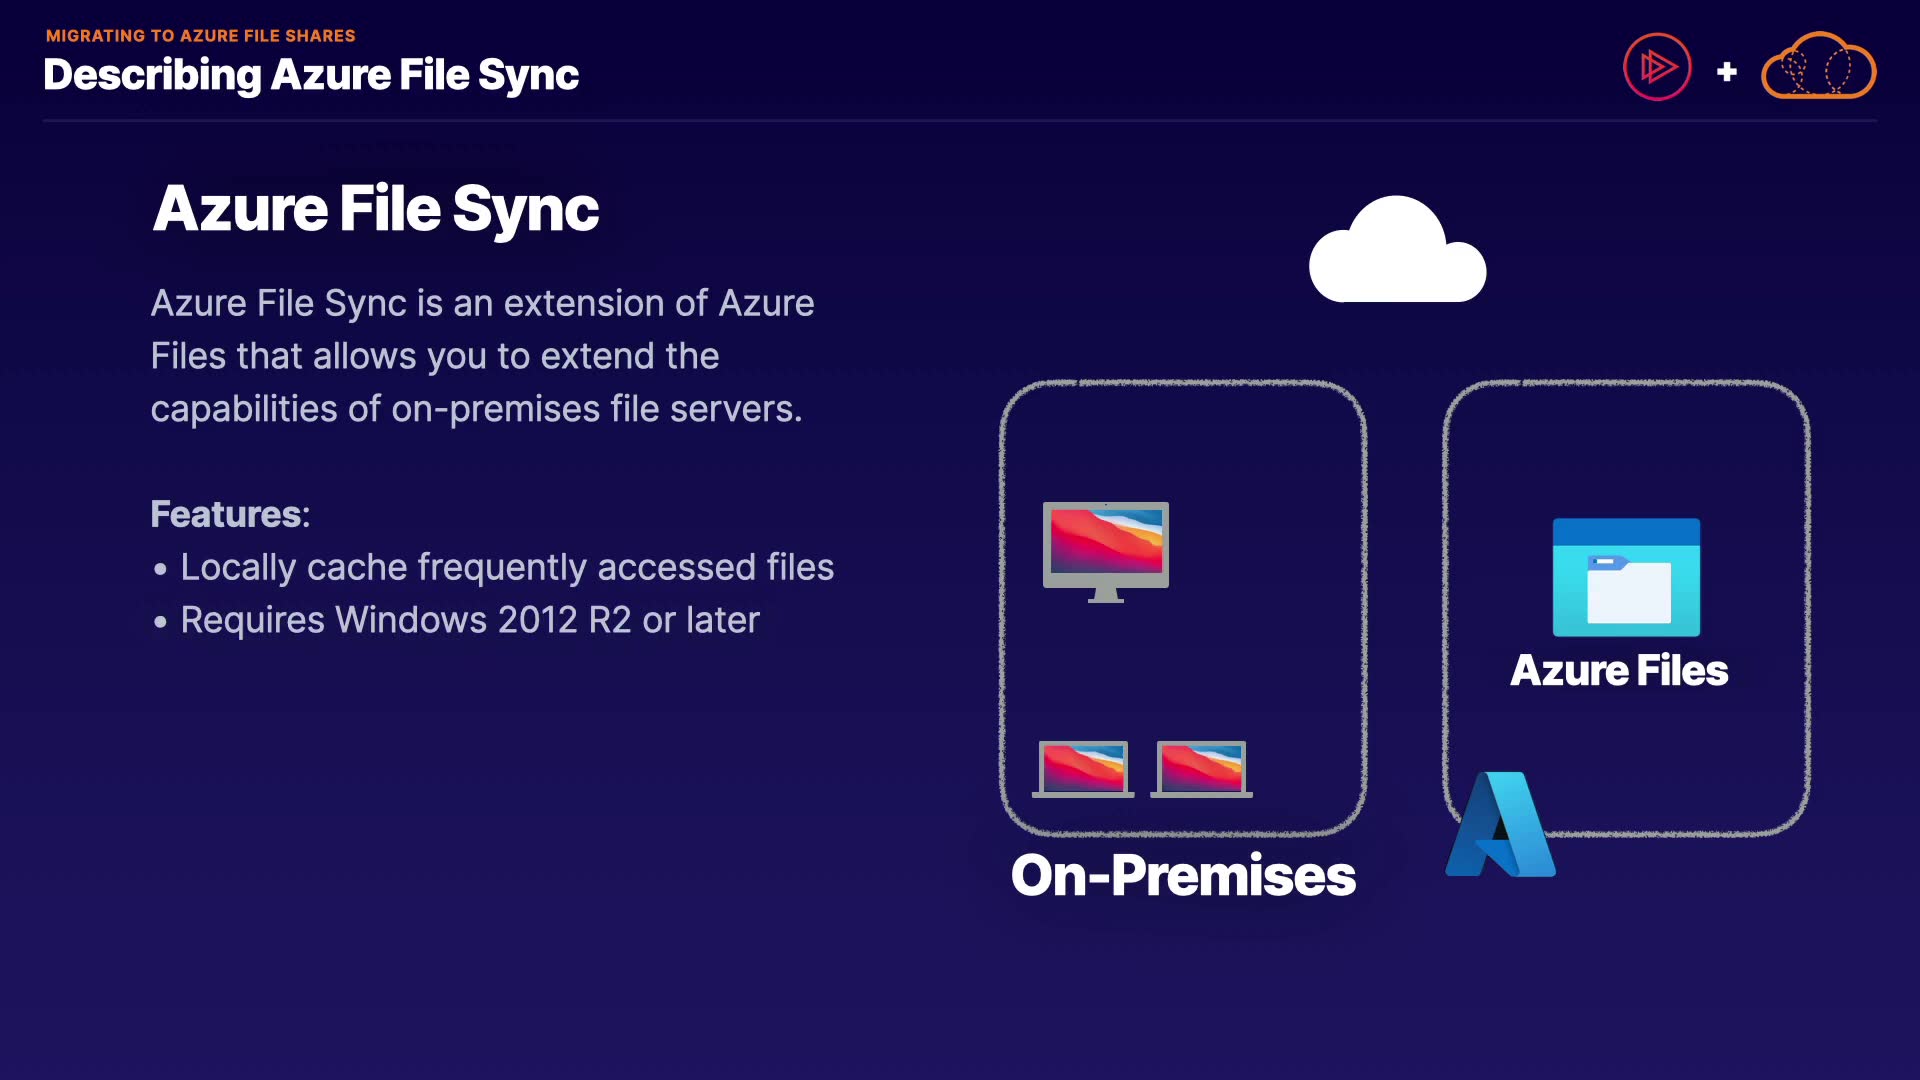 MIGRATING TO AZURE FILE SHARES
Describing Azure File Sync
Azure File Sync
Azure File Sync is an extension of Azure
Files that allows you to extend the
capabilities of on-premises file servers.
Features:
• Locally cache frequently accessed files
• Requires Windows 2012 R2 or later
Azure Files
On-Premises